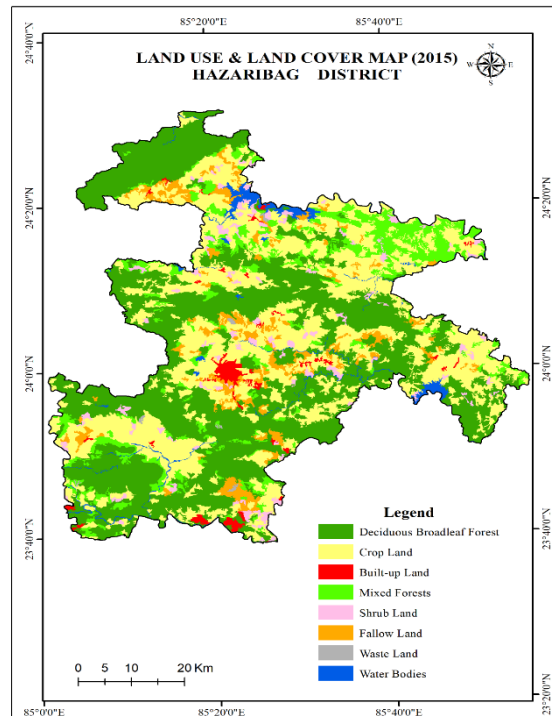 85°20'0"E 85°40'0"E
24°40'0"N
LAND USE & LAND COVER MAP (2015)
HAZARIBAG DISTRICT
N
W E
S
24°40'0"N
24°20'0"N
24°20'0"N
24°0'0"N
24°0'0"N
23°40'0"N
23°40'0"N
Legend
Deciduous Broadleaf Forest
Crop Land
Built-up Land
Mixed Forests
Shrub Land
Fallow Land
Waste Land
Water Bodies
0 5 10 20 Km
23°20'0"N
85°0'0"E 85°20'0"E 85°40'0"E